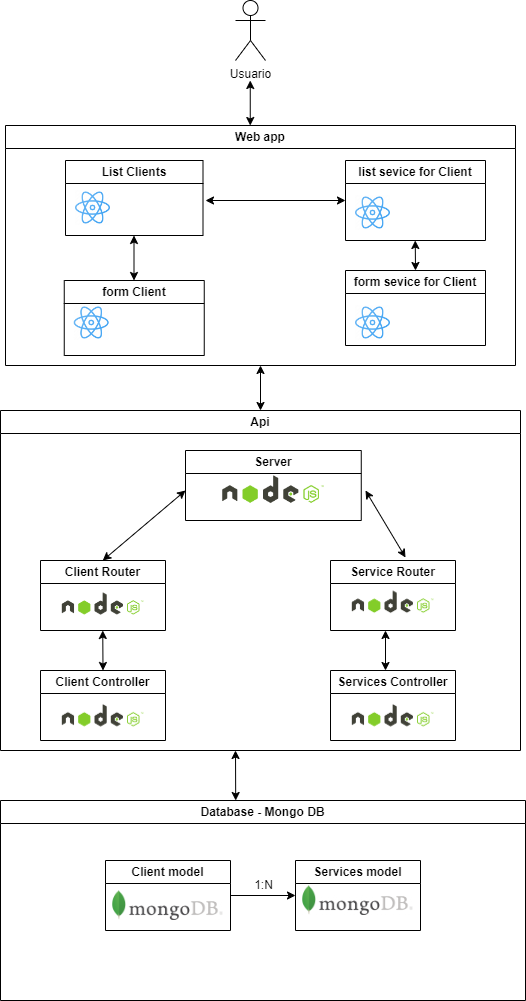 Usuario
Web app
List Clients
list sevice for Client
form Client
form sevice for Client
Api
Server
node JS
Client Router
Service Router
node JS
node JS
Client Controller
Services Controller
node JS
node JS
Database - Mongo DB
Client model
1:N
Services model
mongoDB.
mongoDB.